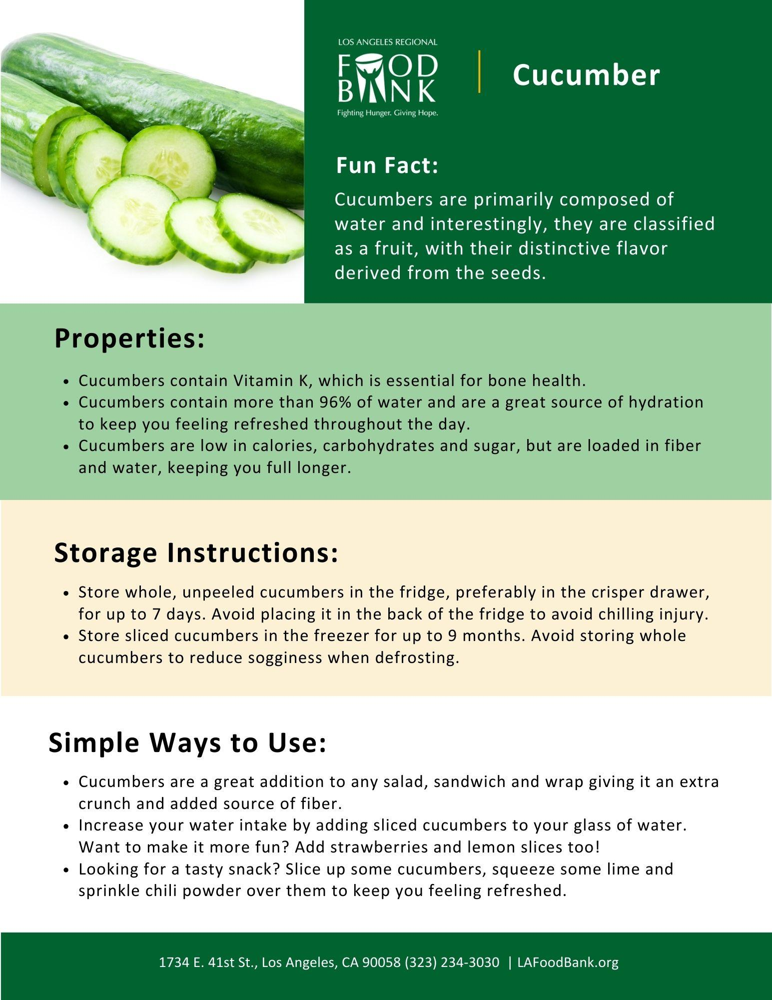 LOS ANGELES REGIONAL
FOOD
BANK
Fighting Hunger. Giving Hope.
Cucumber
Fun Fact:
Cucumbers are primarily composed of
water and interestingly, they are classified
as a fruit, with their distinctive flavor
derived from the seeds.
Properties:
• Cucumbers contain Vitamin K, which is essential for bone health.
• Cucumbers contain more than 96% of water and are a great source of hydration
to keep you feeling refreshed throughout the day.
• Cucumbers are low in calories, carbohydrates and sugar, but are loaded in fiber
and water, keeping you full longer.
Storage Instructions:
• Store whole, unpeeled cucumbers in the fridge, preferably in the crisper drawer,
for up to 7 days. Avoid placing it in the back of the fridge to avoid chilling injury.
• Store sliced cucumbers in the freezer for up to 9 months. Avoid storing whole
cucumbers to reduce sogginess when defrosting.
Simple Ways to Use:
• Cucumbers are a great addition to any salad, sandwich and wrap giving it an extra
crunch and added source of fiber.
• Increase your water intake by adding sliced cucumbers to your glass of water.
Want to make it more fun? Add strawberries and lemon slices too!
• Looking for a tasty snack? Slice up some cucumbers, squeeze some lime and
sprinkle chili powder over them to keep you feeling refreshed.
1734 E. 41st St., Los Angeles, CA 90058 (323) 234-3030 | LAFoodBank.org